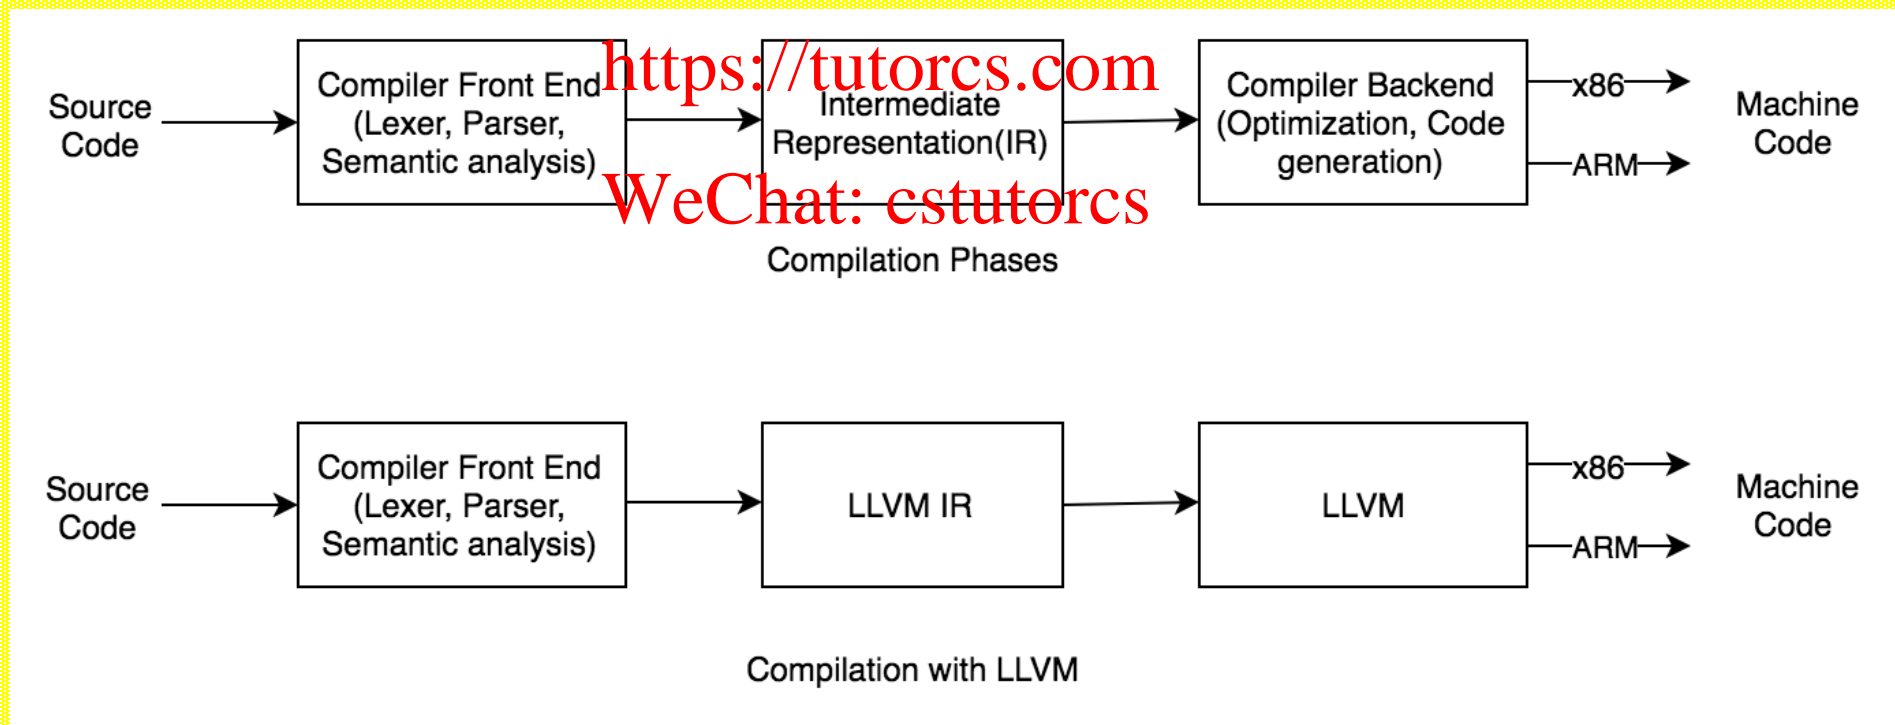 Source
Code
Compiler Front End
(Lexer, Parser,
Semantic analysis)
https://tutorcs.com
Intermediate
Representation(IR)
WeChat: cstutorcs
Compiler Backend
(Optimization, Code
generation)
x86
ARM
Machine
Code
Compilation Phases
Source
Code
Compiler Front End
(Lexer, Parser,
Semantic analysis)
LLVM IR
LLVM
x86
ARM
Machine
Code
Compilation with LLVM